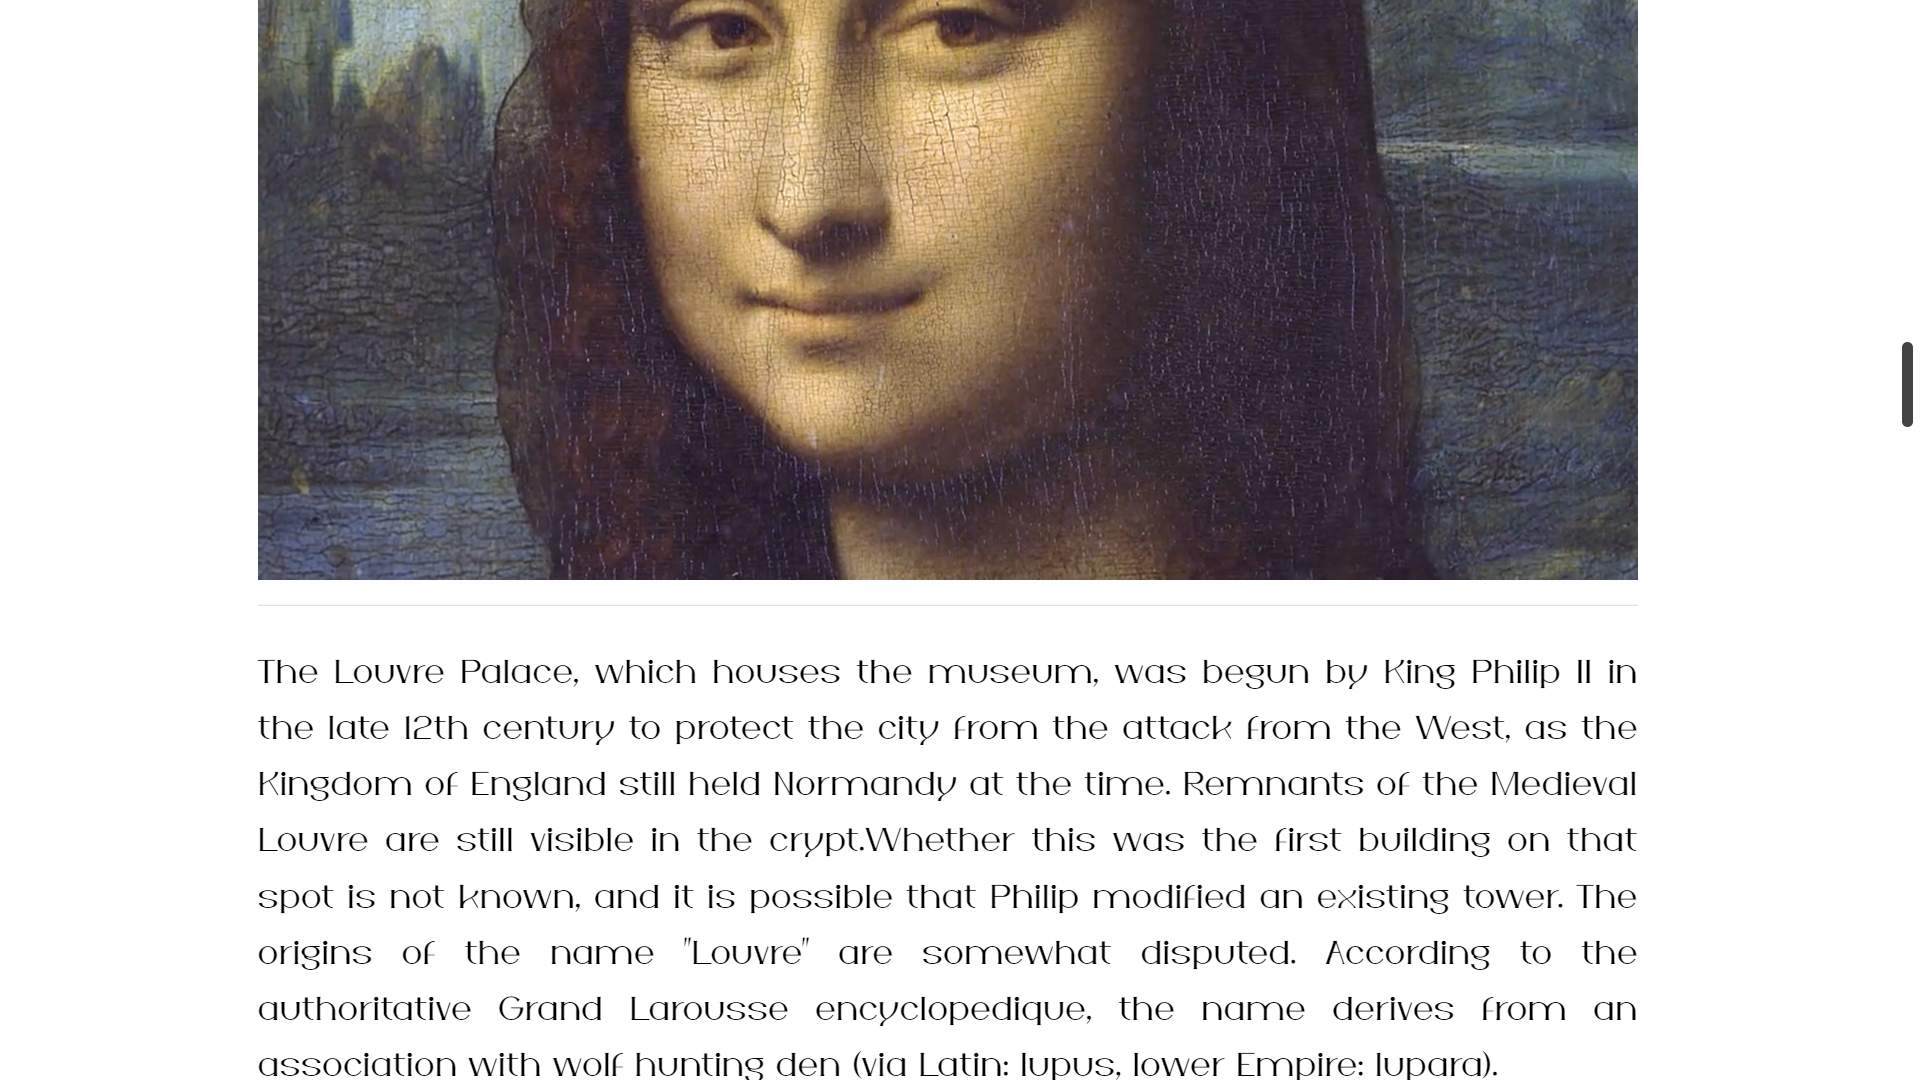 The Louvre Palace, which houses the museum, was begun by King Philip II in
the late 12th century to protect the city from the attack from the West, as the
Kingdom of England still held Normandy at the time. Remnants of the Medieval
Louvre are still visible in the crypt.Whether this was the first building on that
spot is not known, and it is possible that Philip modified an existing tower. The
origins of the name "Louvre" are somewhat disputed. According to the
authoritative Grand Larousse encyclopedique, the name derives from an
association with wolf hunting den (via Latin: lupus, lower Empire: lupara).